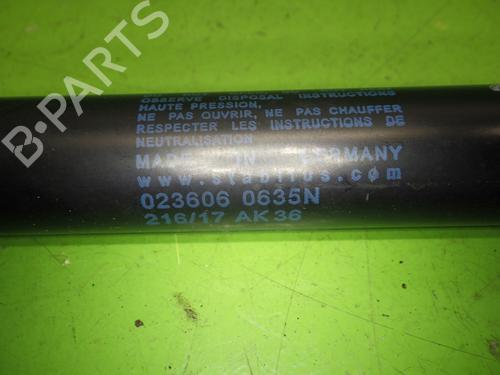 OBSERVE DISPOSAL INSTRUCTIONS
HAUTE PRESSION,
NE PAS OUVRIR, NE PAS CHAUFFER
RESPECTER LES INSTRUCTIONS DE
NEUTRALISATION
MADE IN GERMANY
www.stabilus.com
023606 0635N
216/17 AK36
B-PARTS